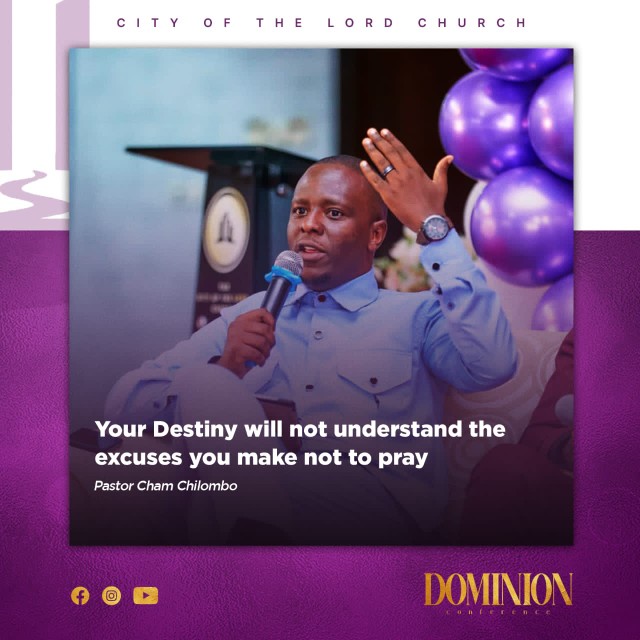 CITY OF THE LORD CHURCH
Your Destiny will not understand the
excuses you make not to pray
Pastor Cham Chilombo
DOMINION
conference